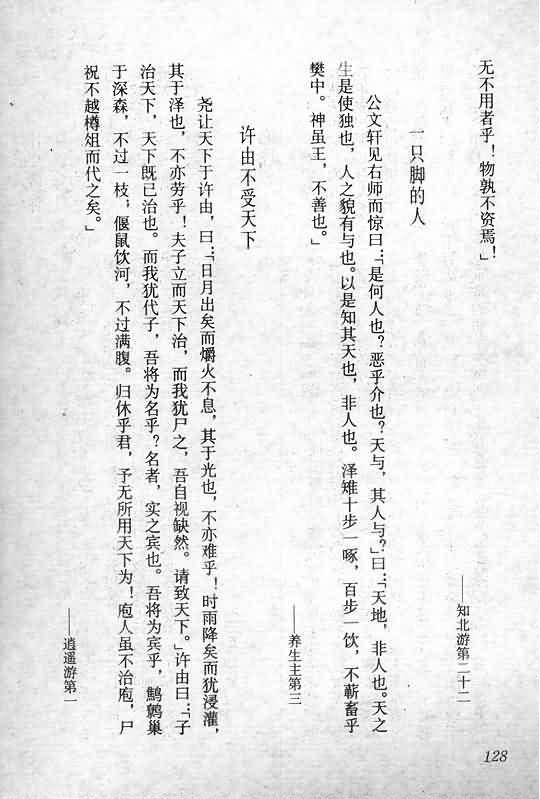 无不用者乎！物孰不资焉！」
——知北游第二十二
一只脚的人
公文轩见右师而惊曰：「是何人也？恶乎介也？天与，其人与？」曰：「天地，非人也。天之
生是使独也，人之貌有与也。以是知其天也，非人也。泽雉十步一啄，百步一饮，不蕲畜乎
樊中。神虽王，不善也。」
——养生主第三
许由不受天下
尧让天下于许由，曰：「日月出矣而爝火不息，其于光也，不亦难乎！时雨降矣而犹浸灌，
其于泽也，不亦劳乎！夫子立而天下治，而我犹尸之，吾自视缺然。请致天下。」许由曰：「子
治天下，天下既已治也。而我犹代子，吾将为名乎？名者，实之宾也。吾将为宾乎，鹪鹩巢
于深森，不过一枝，偃鼠饮河，不过满腹。归休乎君，予无所用天下为！庖人虽不治庖，尸
祝不越樽俎而代之矣。」
——逍遥游第一
128